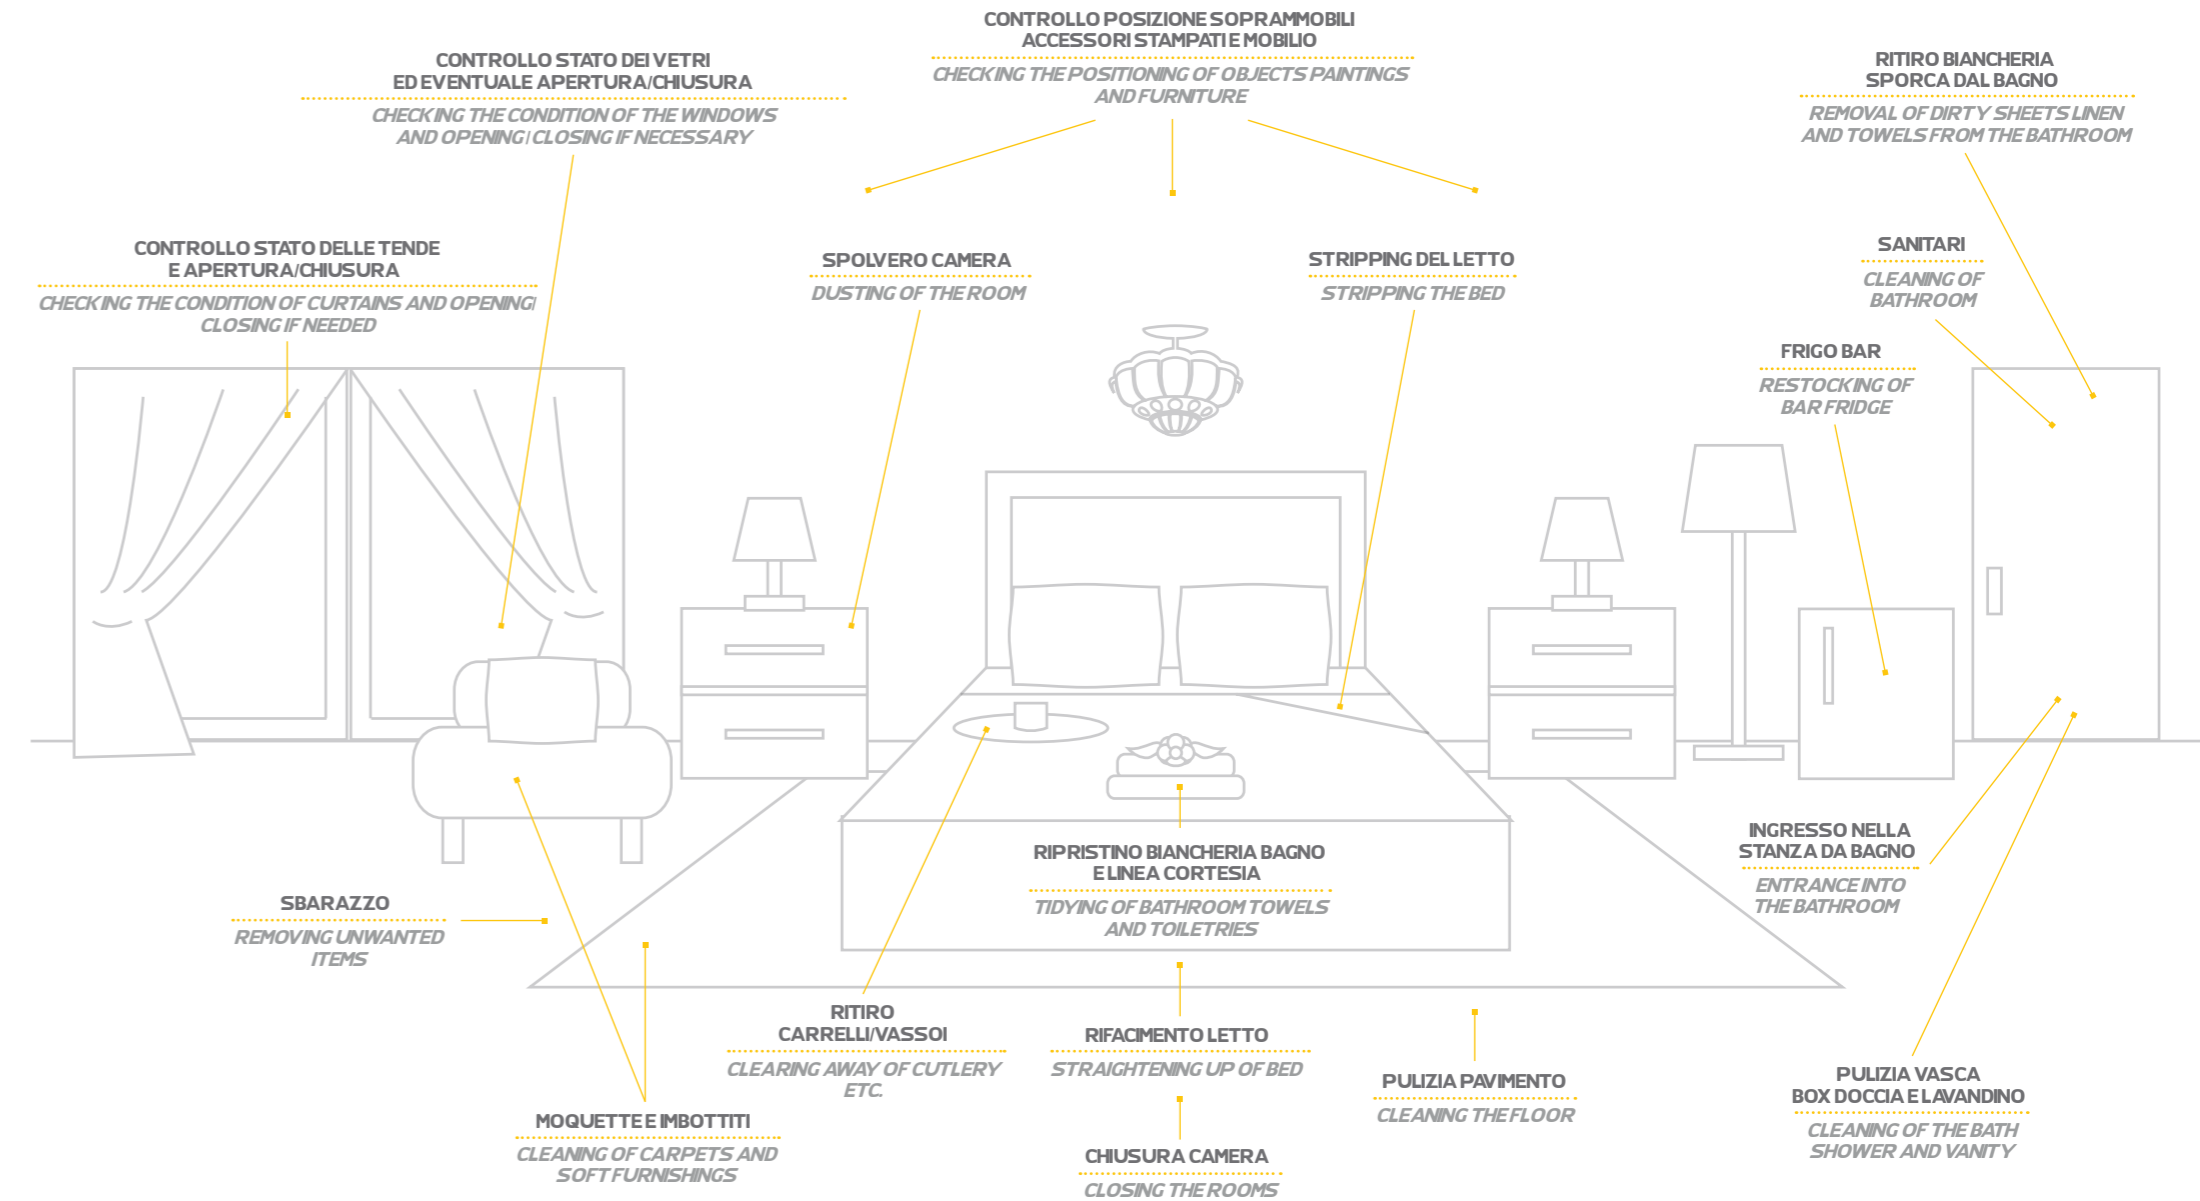 CONTROLLO POSIZIONE SOPRAMMOBILI
ACCESSORI STAMPATI E MOBILIO
CHECKING THE POSITIONING OF OBJECTS PAINTINGS
AND FURNITURE
CONTROLLO STATO DEI VETRI
ED EVENTUALE APERTURA/CHIUSURA
CHECKING THE CONDITION OF THE WINDOWS
AND OPENING/CLOSING IF NECESSARY
RITIRO BIANCHERIA
SPORCA DAL BAGNO
REMOVAL OF DIRTY SHEETS LINEN
AND TOWELS FROM THE BATHROOM
CONTROLLO STATO DELLE TENDE
E APERTURA/CHIUSURA
CHECKING THE CONDITION OF CURTAINS AND OPENING/
CLOSING IF NEEDED
SPOLVERO CAMERA
DUSTING OF THE ROOM
STRIPPING DEL LETTO
STRIPPING THE BED
SANITARI
CLEANING OF
BATHROOM
FRIGO BAR
RESTOCKING OF
BAR FRIDGE
RIPRISTINO BIANCHERIA BAGNO
E LINEA CORTESIA
TIDYING OF BATHROOM TOWELS
AND TOILETRIES
INGRESSO NELLA
STANZA DA BAGNO
ENTRANCE INTO
THE BATHROOM
SBARAZZO
REMOVING UNWANTED
ITEMS
RITIRO
CARRELLI/VASSOI
CLEARING AWAY OF CUTLERY
ETC.
RIFACIMENTO LETTO
STRAIGHTENING UP OF BED
PULIZIA PAVIMENTO
CLEANING THE FLOOR
PULIZIA VASCA
BOX DOCCIA E LAVANDINO
CLEANING OF THE BATH
SHOWER AND VANITY
MOQUETTE E IMBOTTITI
CLEANING OF CARPETS AND
SOFT FURNISHINGS
CHIUSURA CAMERA
CLOSING THE ROOMS